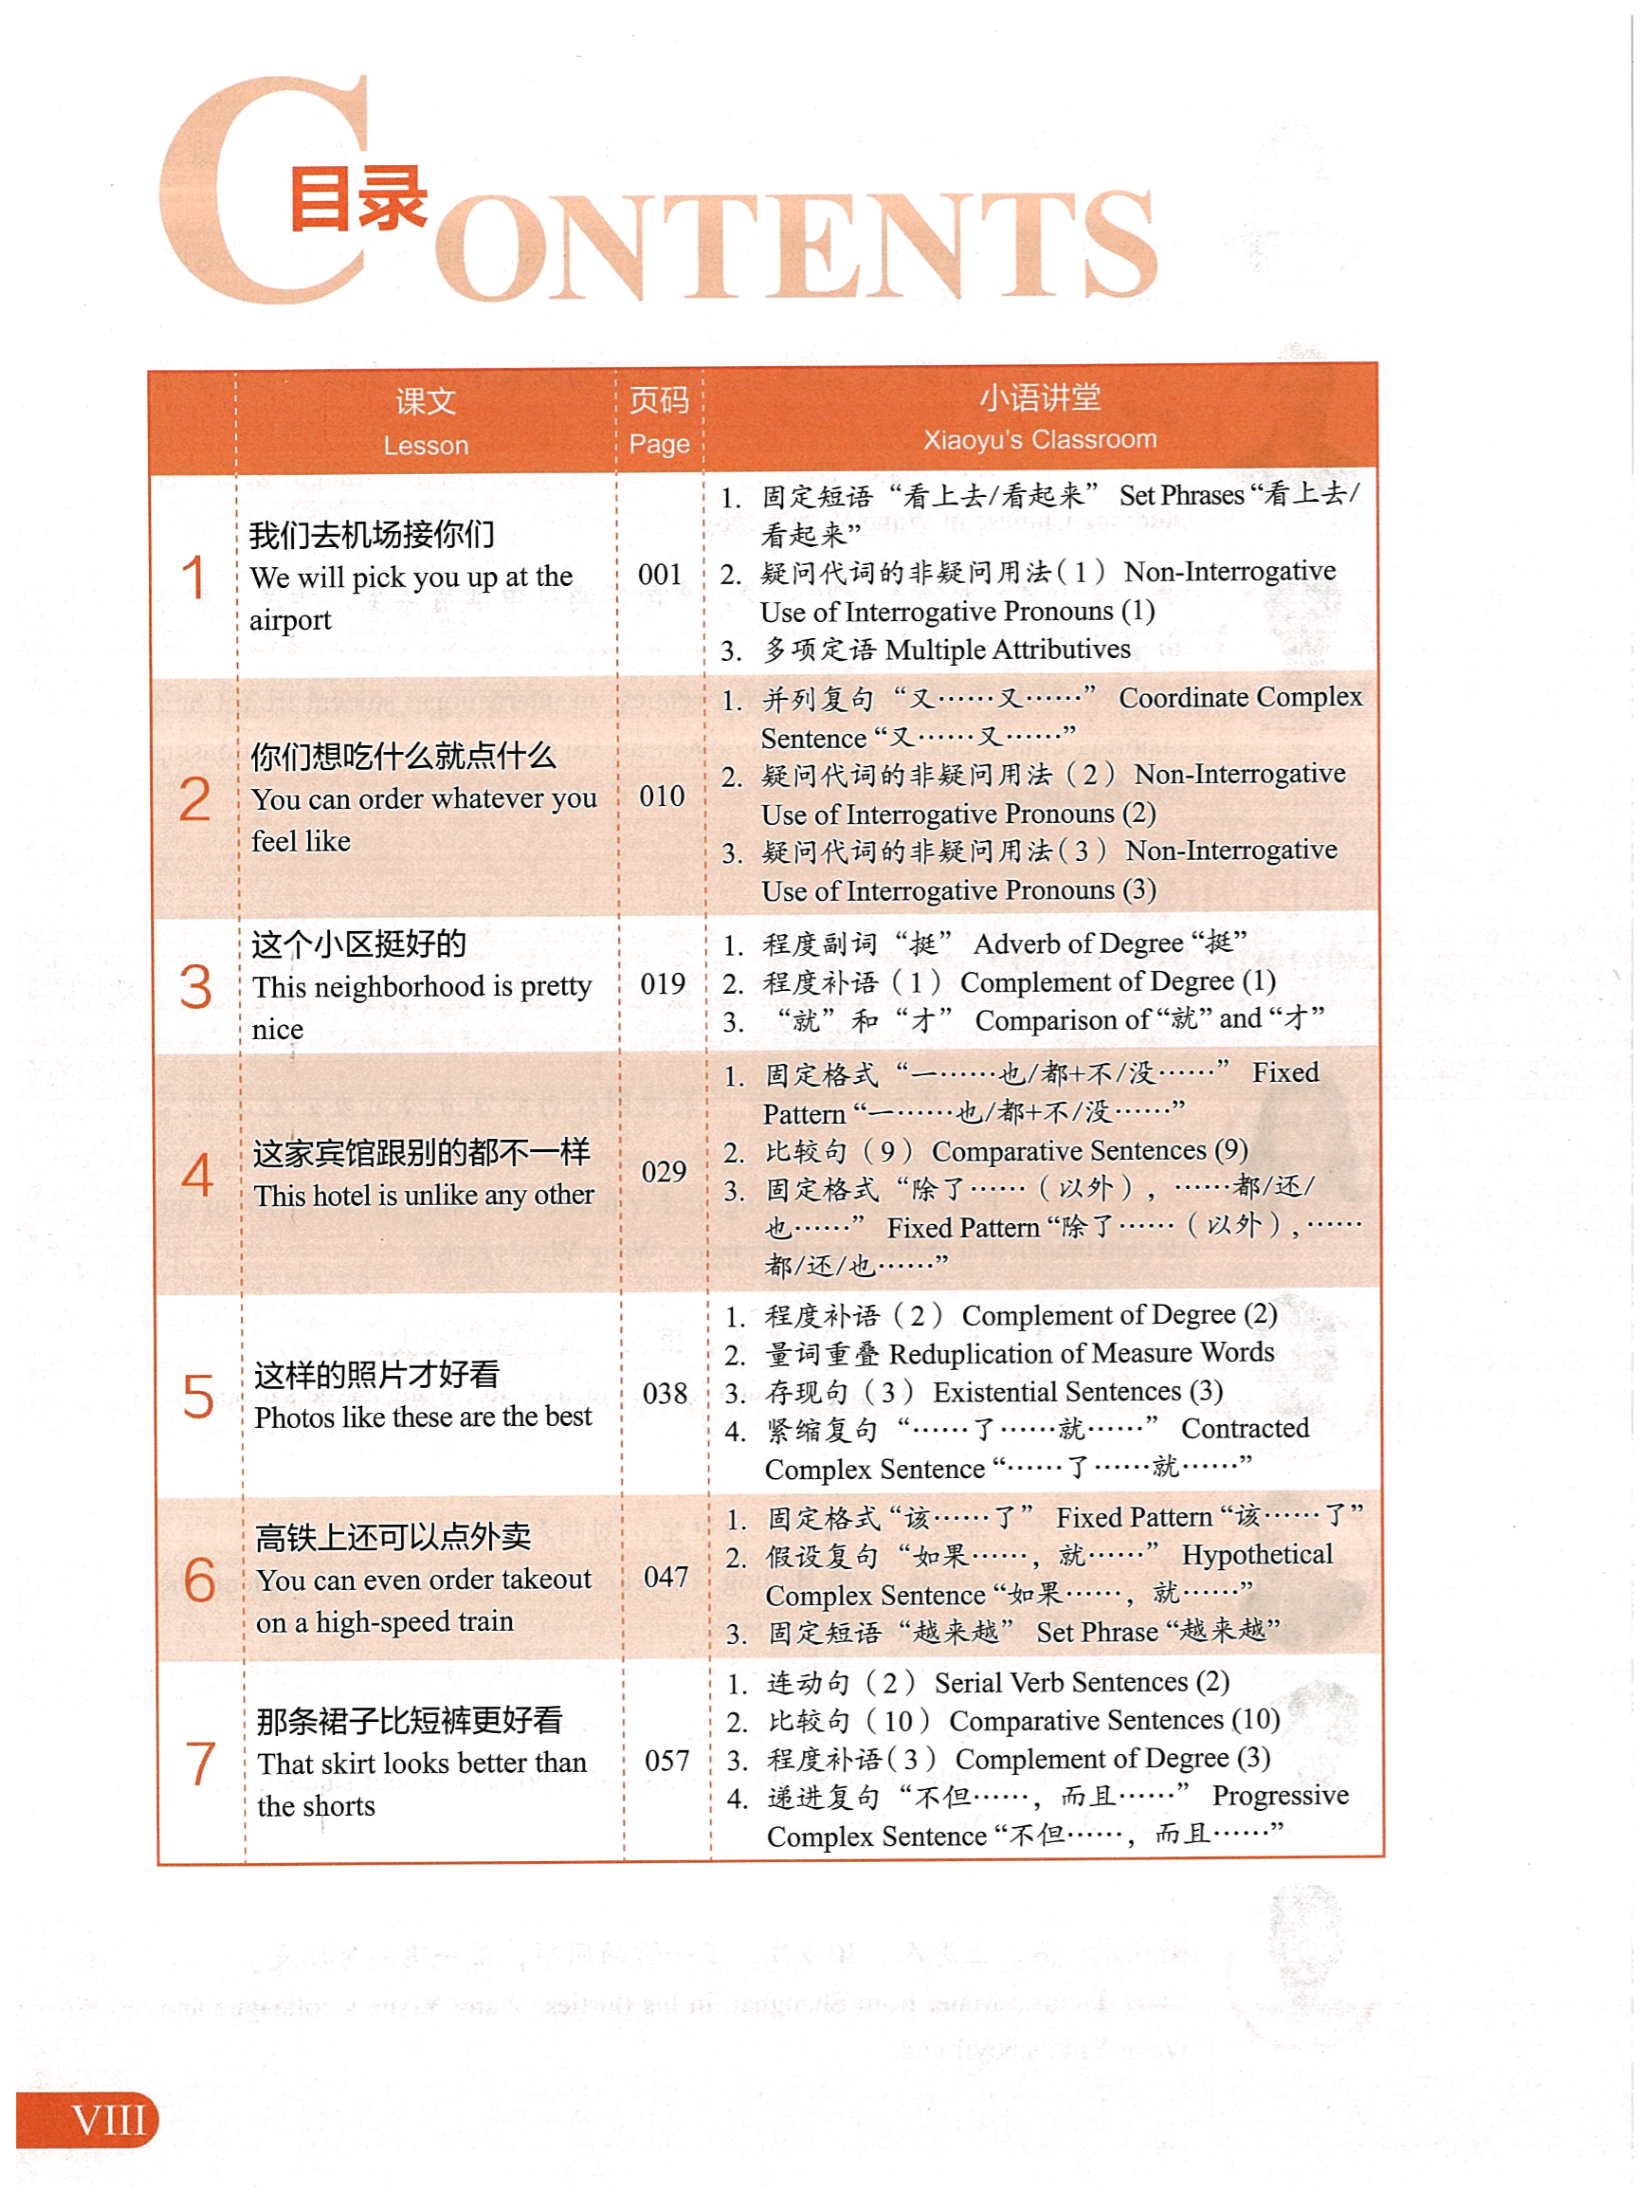 目录
CONTENTS
课文
Lesson
页码
Page
小语讲堂
Xiaoyu's Classroom
1
我们去机场接你们
We will pick you up at the
airport
001
1. 固定短语“看上去/看起来” Set Phrases “看上去/
看起来”
2. 疑问代词的非疑问用法(1) Non-Interrogative
Use of Interrogative Pronouns (1)
3. 多项定语 Multiple Attributives
2
你们想吃什么就点什么
You can order whatever you
feel like
010
1. 并列复句“又……又……” Coordinate Complex
Sentence “又……又……”
2. 疑问代词的非疑问用法(2) Non-Interrogative
Use of Interrogative Pronouns (2)
3. 疑问代词的非疑问用法(3) Non-Interrogative
Use of Interrogative Pronouns (3)
3
这个小区挺好的
This neighborhood is pretty
nice
019
1. 程度副词“挺” Adverb of Degree “挺”
2. 程度补语(1) Complement of Degree (1)
3. “就”和“才” Comparison of “就” and “才”
4
这家宾馆跟别的都不一样
This hotel is unlike any other
029
1. 固定格式“一……也/都+不/没……” Fixed
Pattern “一……也/都+不/没……”
2. 比较句(9) Comparative Sentences (9)
3. 固定格式“除了……(以外),……都/还/
也……” Fixed Pattern “除了……(以外),……
都/还/也……”
5
这样的照片才好看
Photos like these are the best
038
1. 程度补语(2) Complement of Degree (2)
2. 量词重叠 Reduplication of Measure Words
3. 存现句(3) Existential Sentences (3)
4. 紧缩复句“……了……就……” Contracted
Complex Sentence “……了……就……”
6
高铁上还可以点外卖
You can even order takeout
on a high-speed train
047
1. 固定格式“该……了” Fixed Pattern “该……了”
2. 假设复句“如果……，就……” Hypothetical
Complex Sentence “如果……，就……”
3. 固定短语“越来越” Set Phrase “越来越”
7
那条裙子比短裤更好看
That skirt looks better than
the shorts
057
1. 连动句(2) Serial Verb Sentences (2)
2. 比较句(10) Comparative Sentences (10)
3. 程度补语(3) Complement of Degree (3)
4. 递进复句“不但……，而且……” Progressive
Complex Sentence “不但……，而且……”
VIII